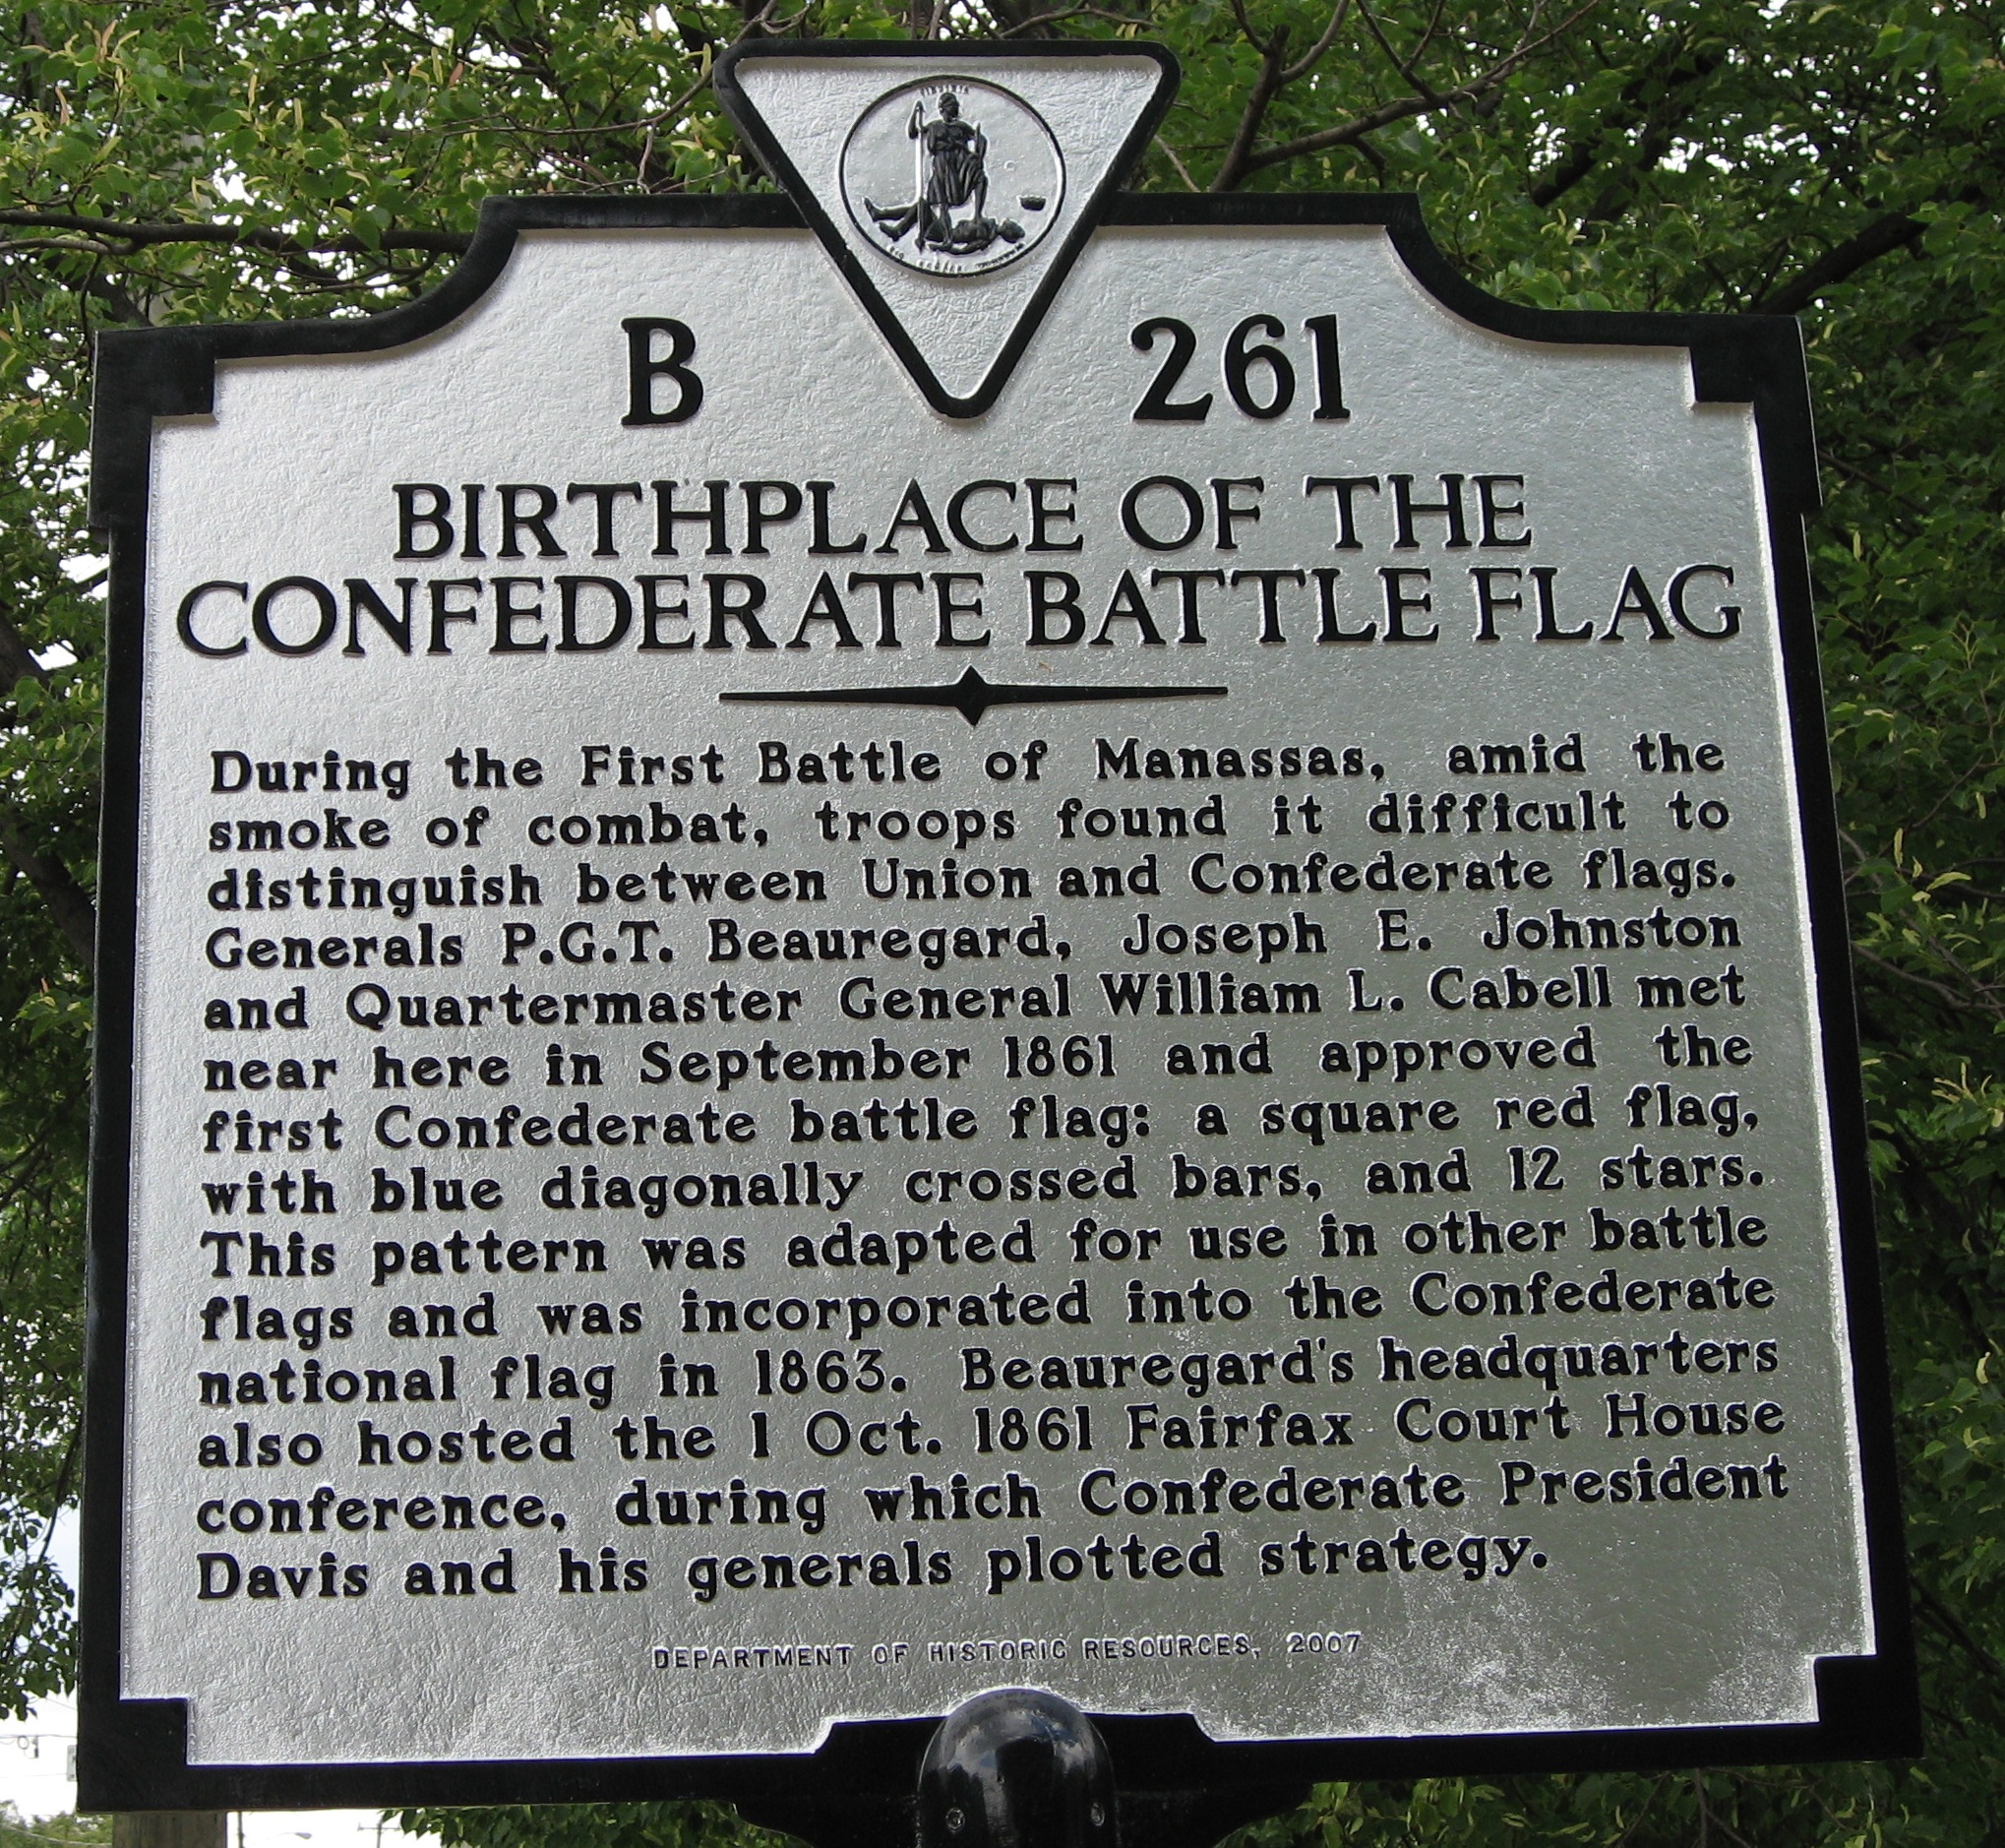 VIRGINIA
B 261
BIRTHPLACE OF THE
CONFEDERATE BATTLE FLAG
During the First Battle of Manassas, amid the
smoke of combat, troops found it difficult to
distinguish between Union and Confederate flags.
Generals P.G.T. Beauregard, Joseph E. Johnston
and Quartermaster General William L. Cabell met
near here in September 1861 and approved the
first Confederate battle flag: a square red flag,
with blue diagonally crossed bars, and 12 stars.
This pattern was adapted for use in other battle
flags and was incorporated into the Confederate
national flag in 1863. Beauregard's headquarters
also hosted the 1 Oct. 1861 Fairfax Court House
conference, during which Confederate President
Davis and his generals plotted strategy.
DEPARTMENT OF HISTORIC RESOURCES, 2007